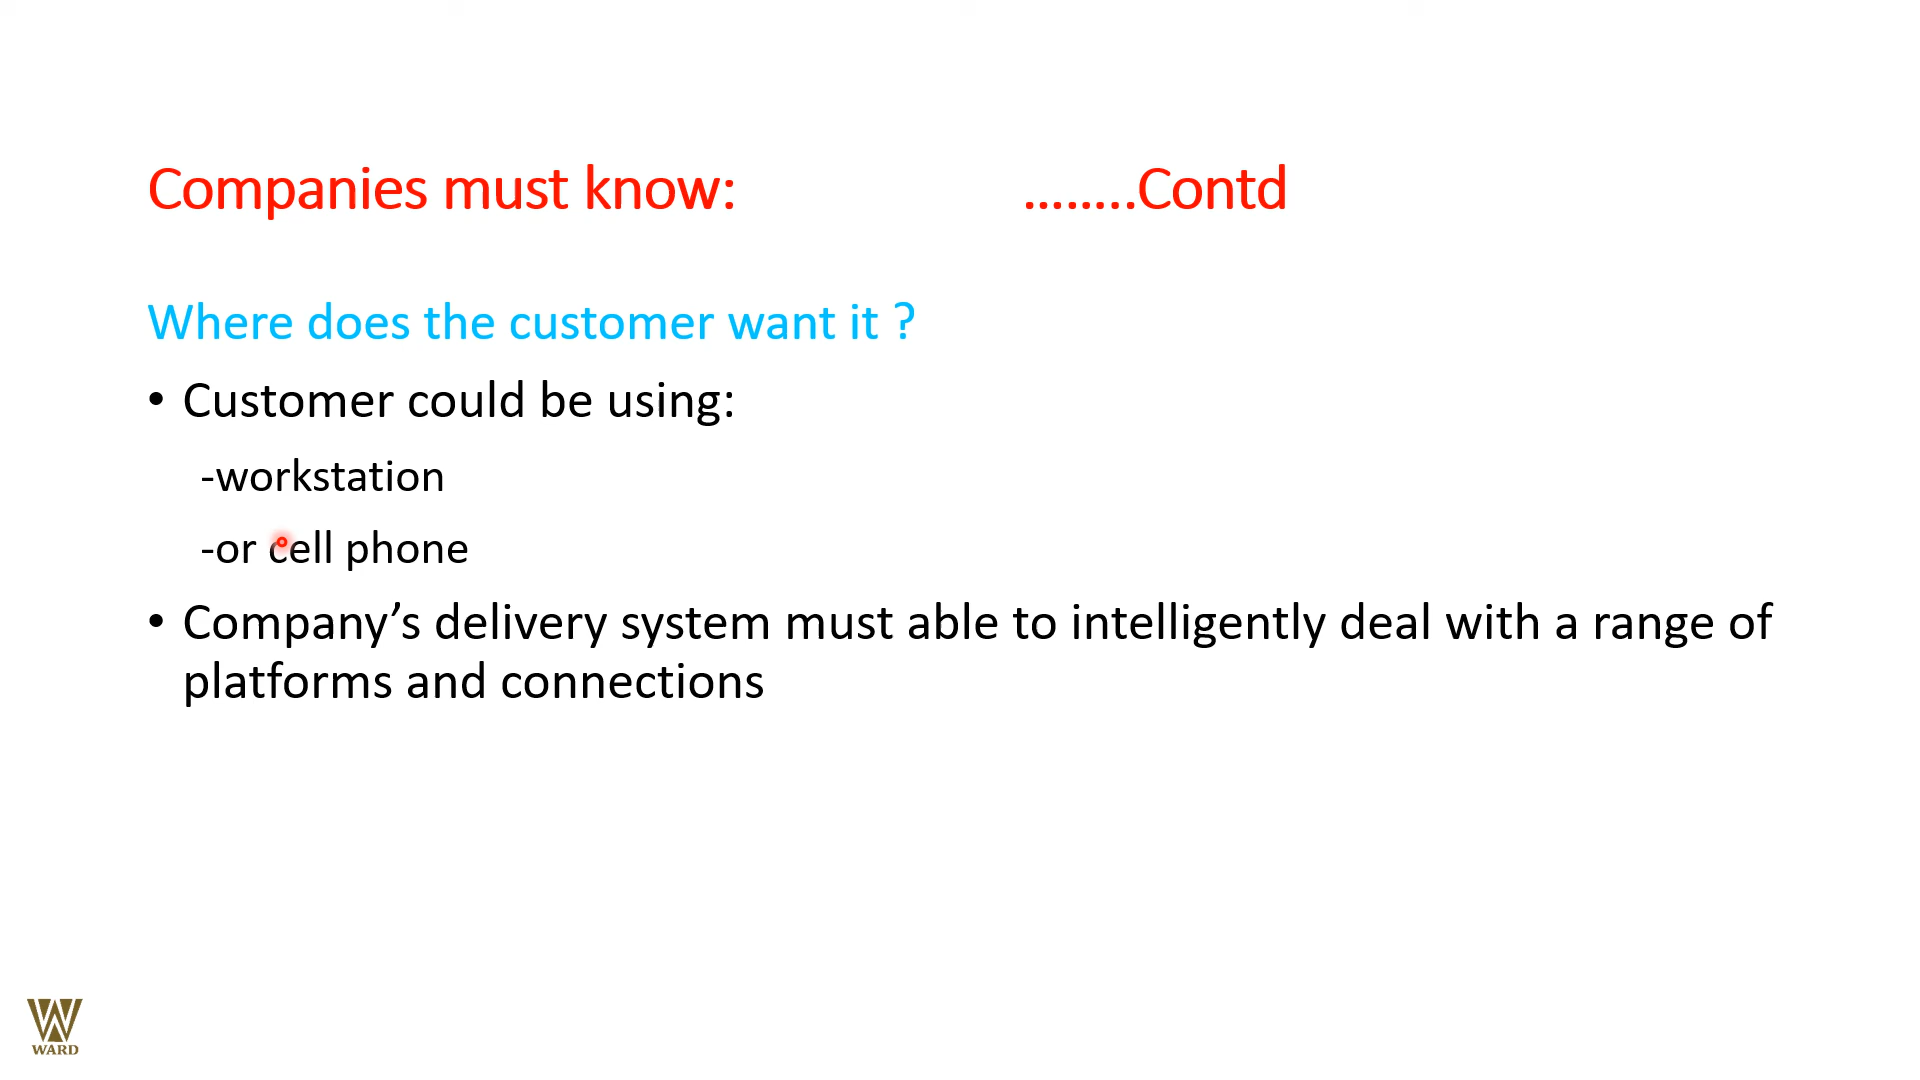 Companies must know: ........Contd
Where does the customer want it ?
• Customer could be using:
-workstation
-or cell phone
• Company’s delivery system must able to intelligently deal with a range of
platforms and connections
WARD